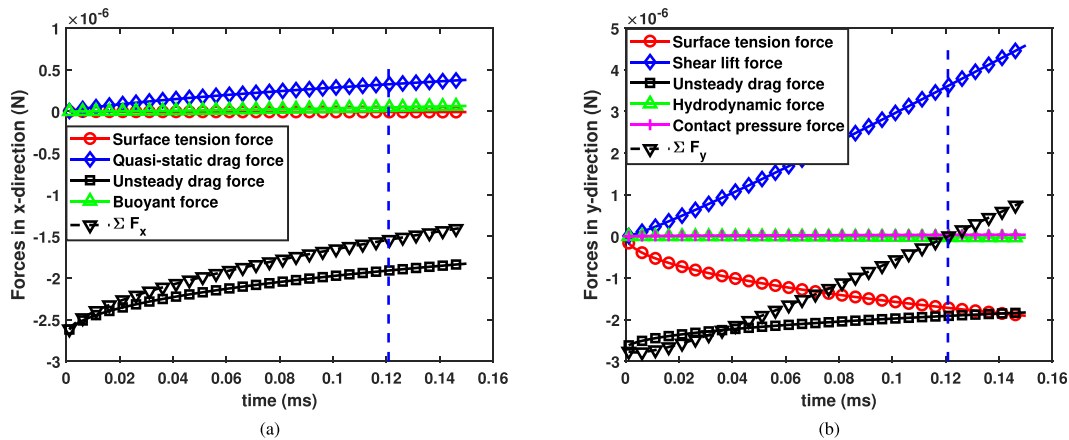 ×10^-6
1
0.5
0
-0.5
-1
-1.5
-2
-2.5
-3
Forces in x-direction (N)
Surface tension force
Quasi-static drag force
Unsteady drag force
Buoyant force
Σ F_x
0 0.02 0.04 0.06 0.08 0.1 0.12 0.14 0.16
time (ms)
(a)
×10^-6
5
4
3
2
1
0
-1
-2
-3
Forces in y-direction (N)
Surface tension force
Shear lift force
Unsteady drag force
Hydrodynamic force
Contact pressure force
Σ F_y
0 0.02 0.04 0.06 0.08 0.1 0.12 0.14 0.16
time (ms)
(b)